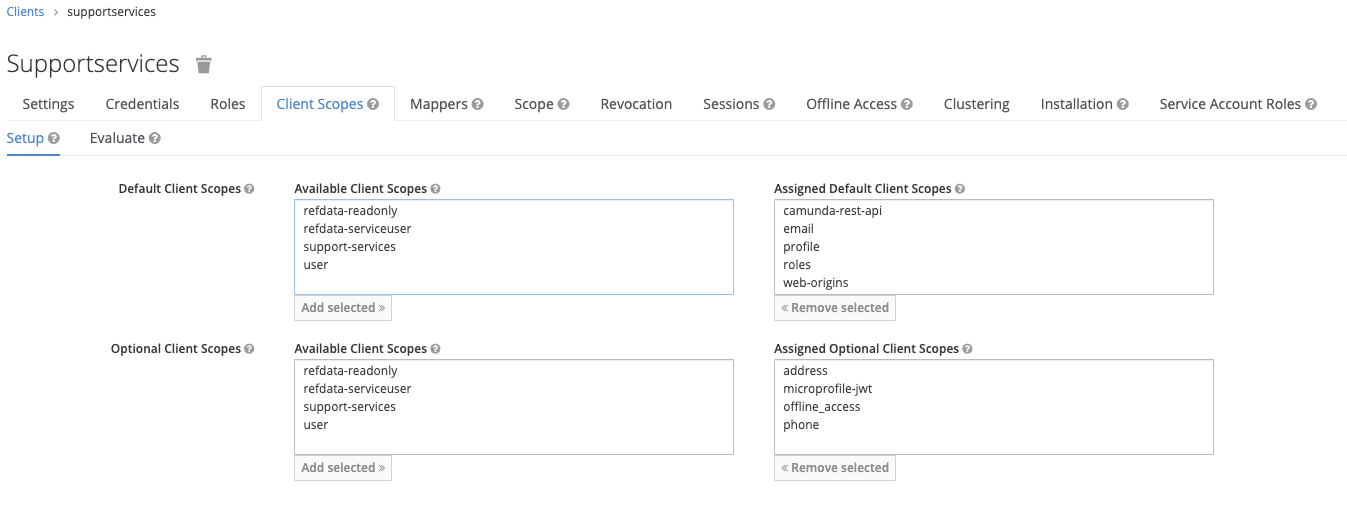 Clients > supportservices
Supportservices
Settings Credentials Roles Client Scopes ? Mappers ? Scope ? Revocation Sessions ? Offline Access ? Clustering Installation ? Service Account Roles ?
Setup ? Evaluate ?
Default Client Scopes ? Available Client Scopes ? Assigned Default Client Scopes ?
refdata-readonly camunda-rest-api
refdata-serviceuser email
support-services profile
user roles
web-origins
Add selected » « Remove selected
Optional Client Scopes ? Available Client Scopes ? Assigned Optional Client Scopes ?
refdata-readonly address
refdata-serviceuser microprofile-jwt
support-services offline_access
user phone
Add selected » « Remove selected